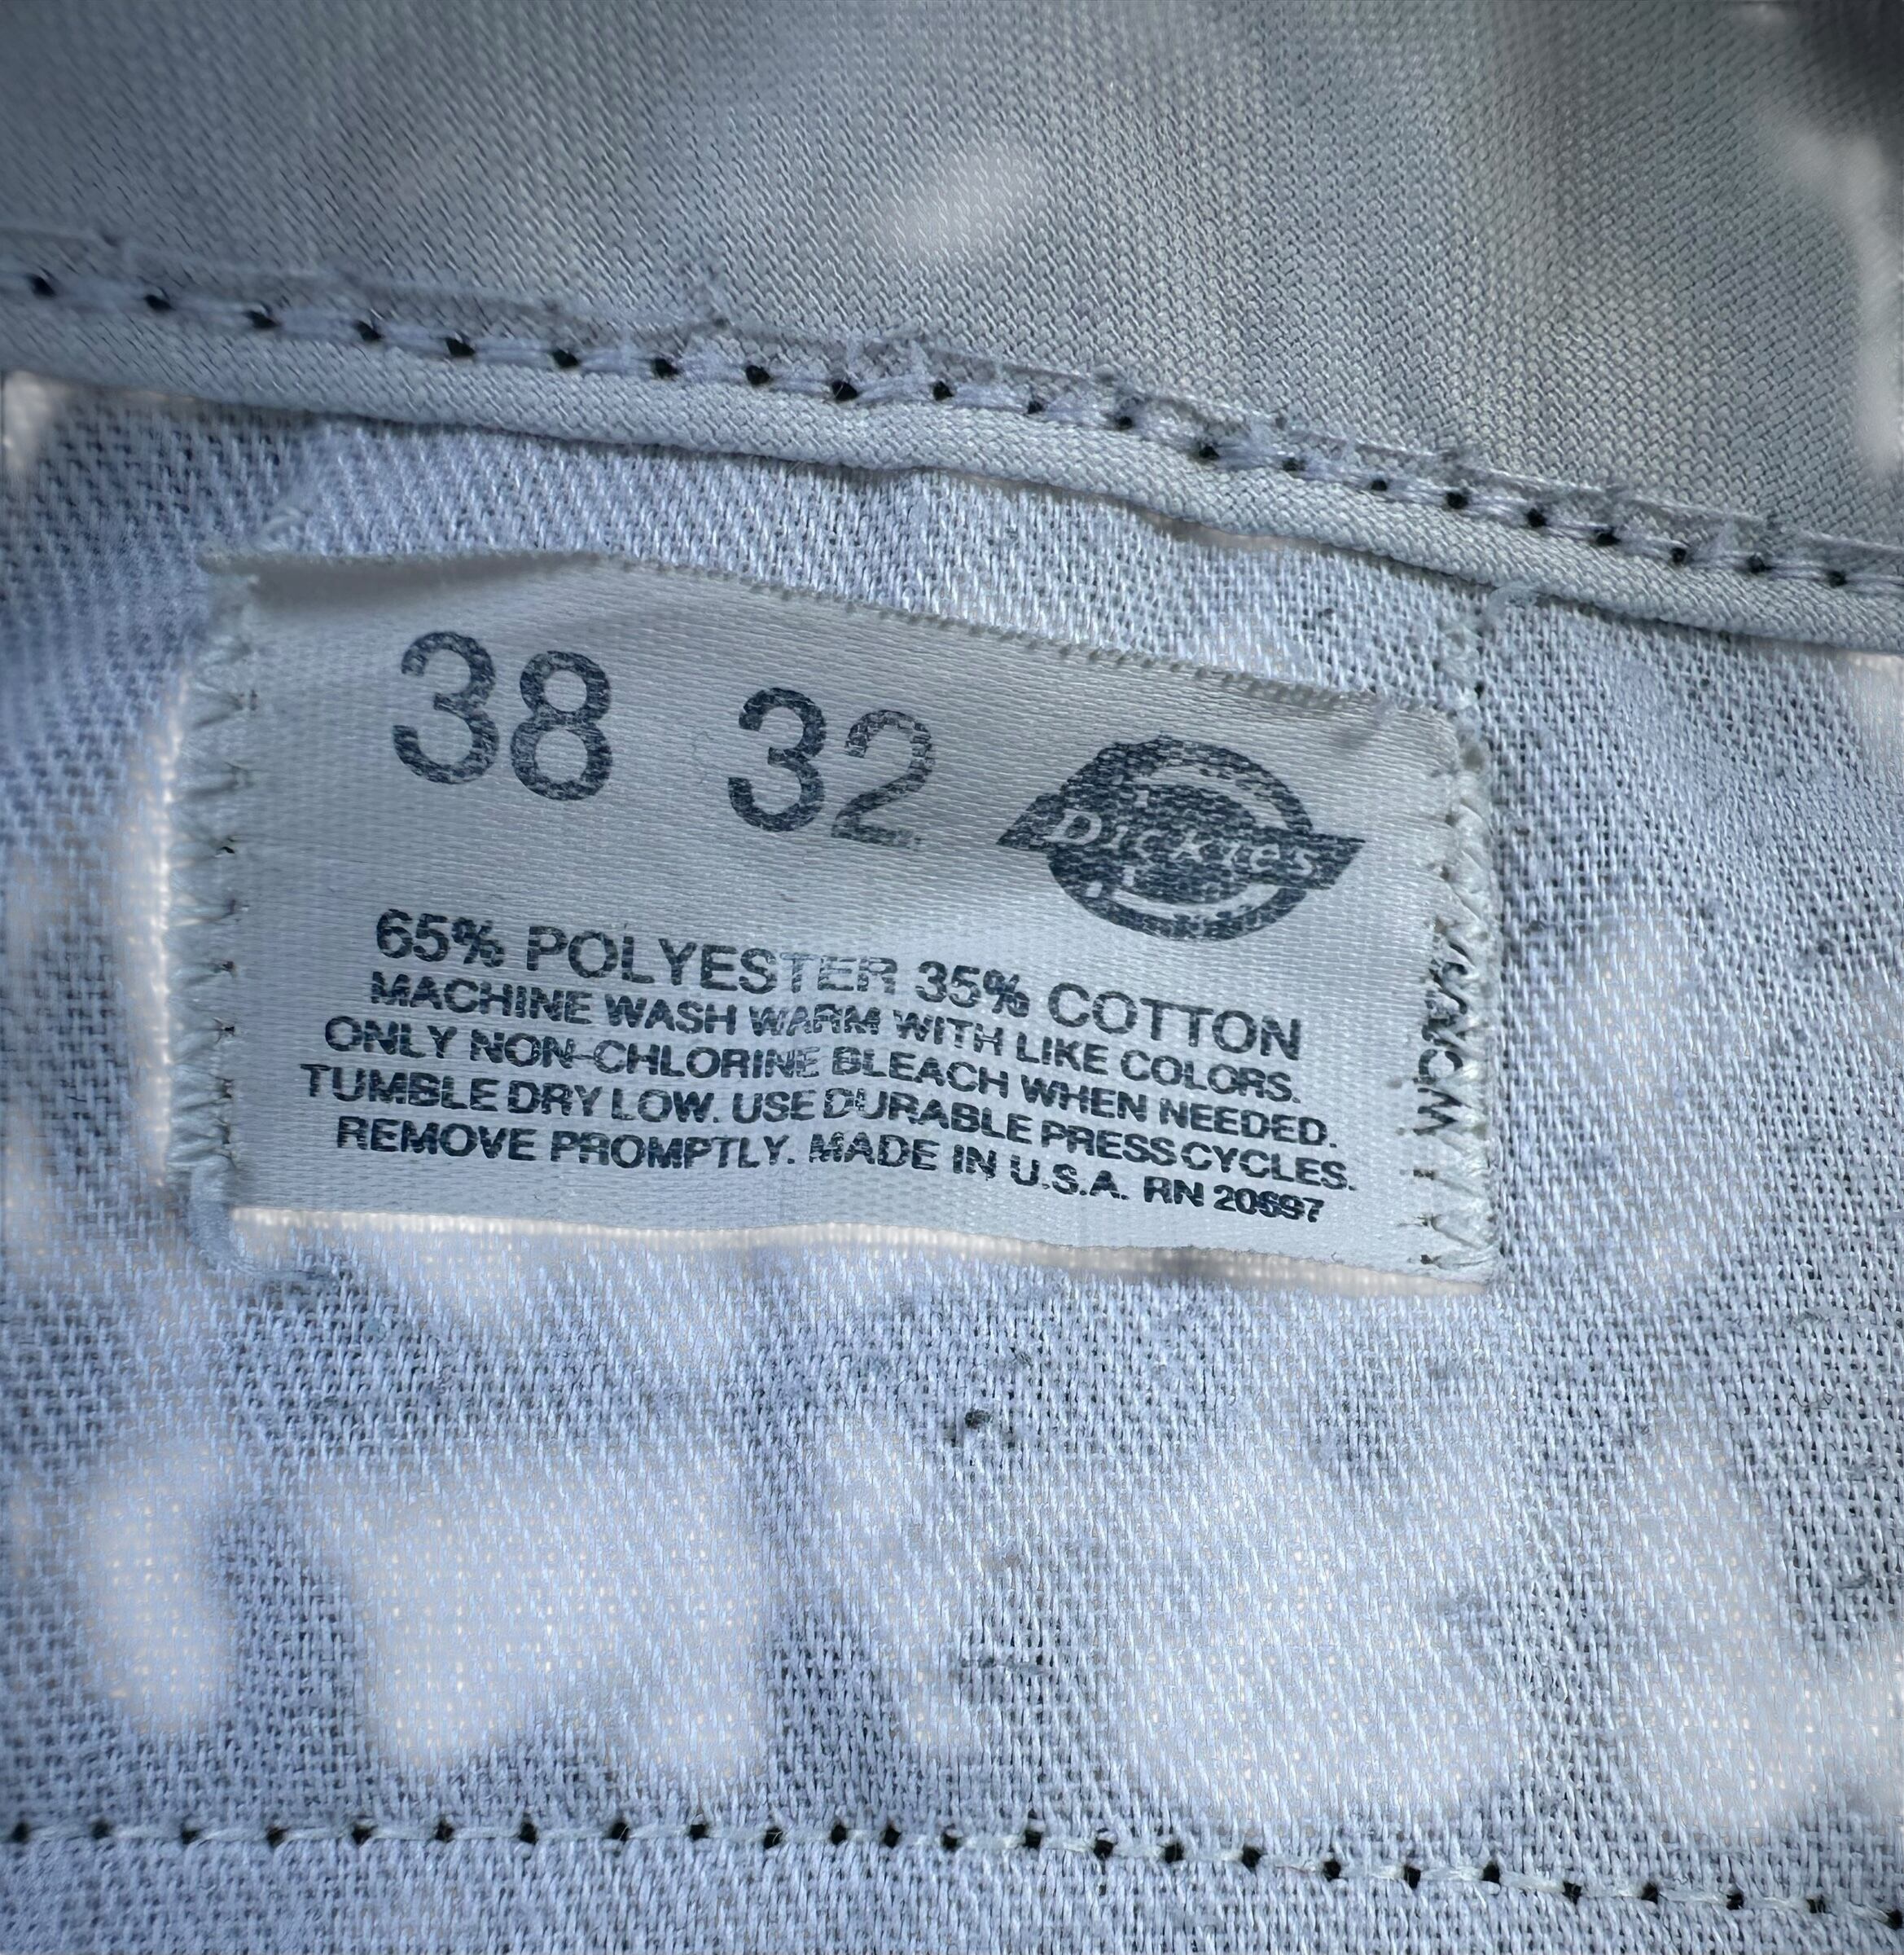 38 32
Dickies
65% POLYESTER 35% COTTON
MACHINE WASH WARM WITH LIKE COLORS.
ONLY NON-CHLORINE BLEACH WHEN NEEDED.
TUMBLE DRY LOW. USE DURABLE PRESS CYCLES.
REMOVE PROMPTLY. MADE IN U.S.A. RN 20697